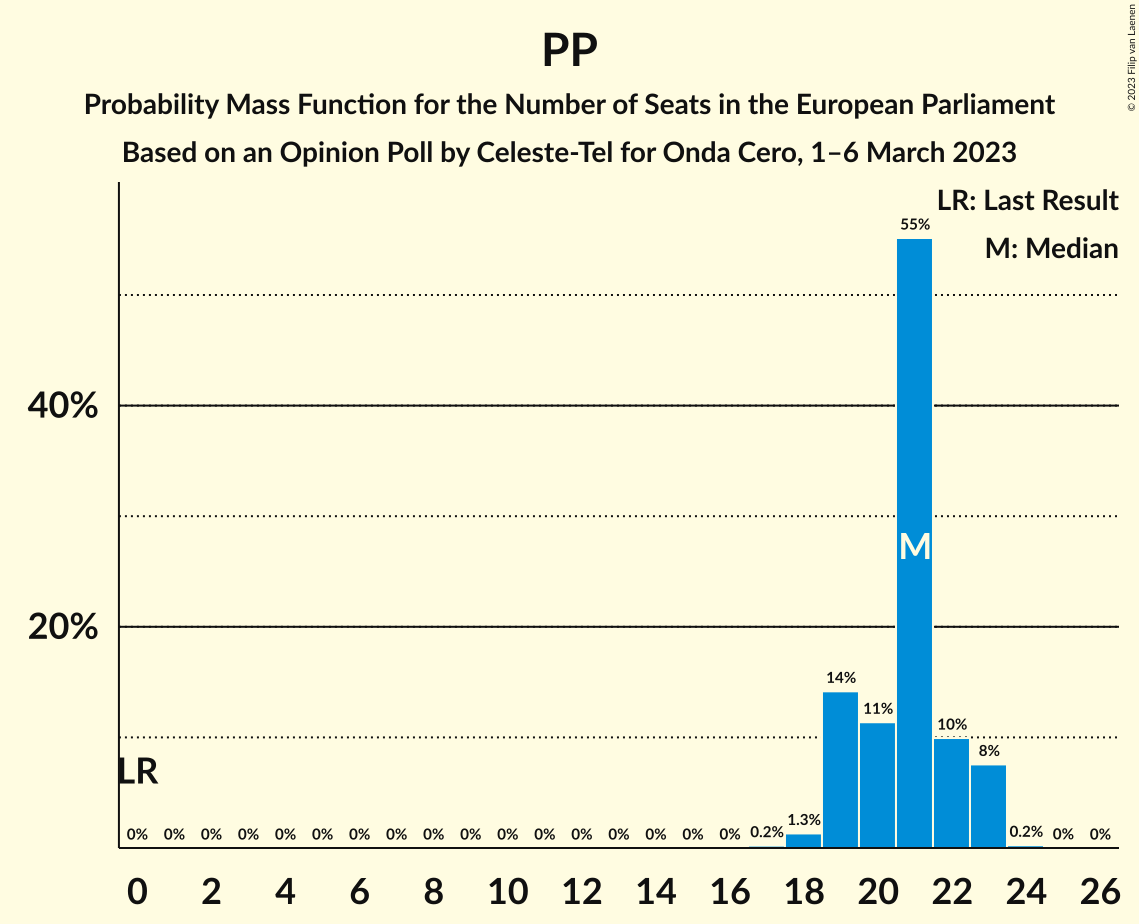 PP
Probability Mass Function for the Number of Seats in the European Parliament
Based on an Opinion Poll by Celeste-Tel for Onda Cero, 1–6 March 2023
© 2023 Filip van Laenen
LR: Last Result
M: Median
55%
40%
M
20%
14%
11%
10%
8%
LR
0% 0% 0% 0% 0% 0% 0% 0% 0% 0% 0% 0% 0% 0% 0% 0% 0% 0.2% 1.3% 0.2% 0% 0%
0 2 4 6 8 10 12 14 16 18 20 22 24 26